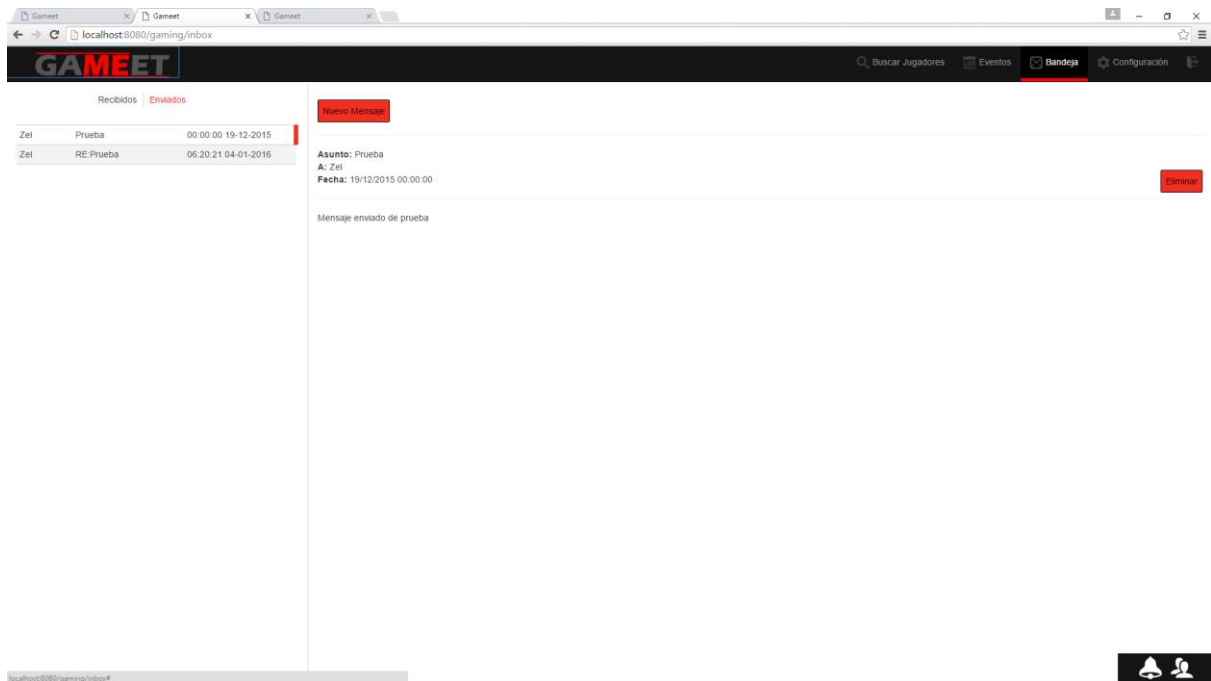 Gameet Gameet Gameet
localhost:8080/gaming/inbox
GAMEET Buscar Jugadores Eventos Bandeja Configuración
Recibidos Enviados
Nuevo Mensaje
Zel Prueba 00:00:00 19-12-2015
Zel RE:Prueba 06:20:21 04-01-2016
Asunto: Prueba
A: Zel
Fecha: 19/12/2015 00:00:00
Eliminar
Mensaje enviado de prueba
localhost:8080/gaming/inbox#